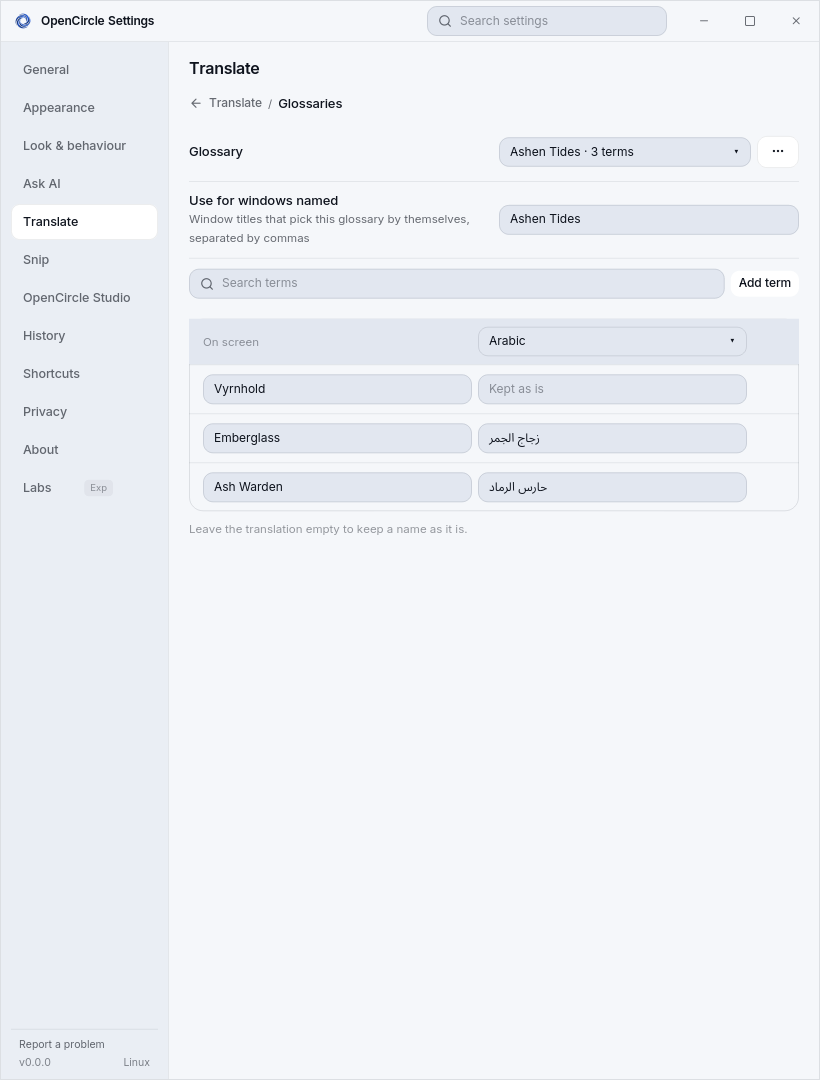 OpenCircle Settings
Search settings
General
Appearance
Look & behaviour
Ask AI
Translate
Snip
OpenCircle Studio
History
Shortcuts
Privacy
About
Labs Exp
Report a problem
v0.0.0 Linux
Translate
Translate / Glossaries
Glossary
Ashen Tides · 3 terms
Use for windows named
Window titles that pick this glossary by themselves,
separated by commas
Ashen Tides
Search terms
Add term
On screen
Arabic
Vyrnhold
Kept as is
Emberglass
زجاج الجمر
Ash Warden
حارس الرماد
Leave the translation empty to keep a name as it is.